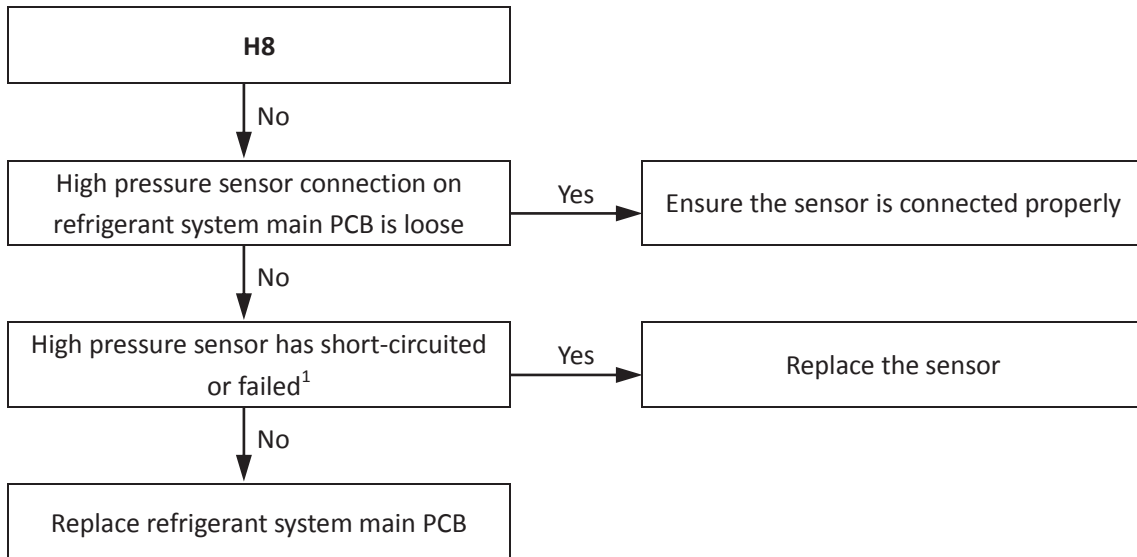 H8
No
High pressure sensor connection on
refrigerant system main PCB is loose
Yes
Ensure the sensor is connected properly
No
High pressure sensor has short-circuited
or failed1
Yes
Replace the sensor
No
Replace refrigerant system main PCB